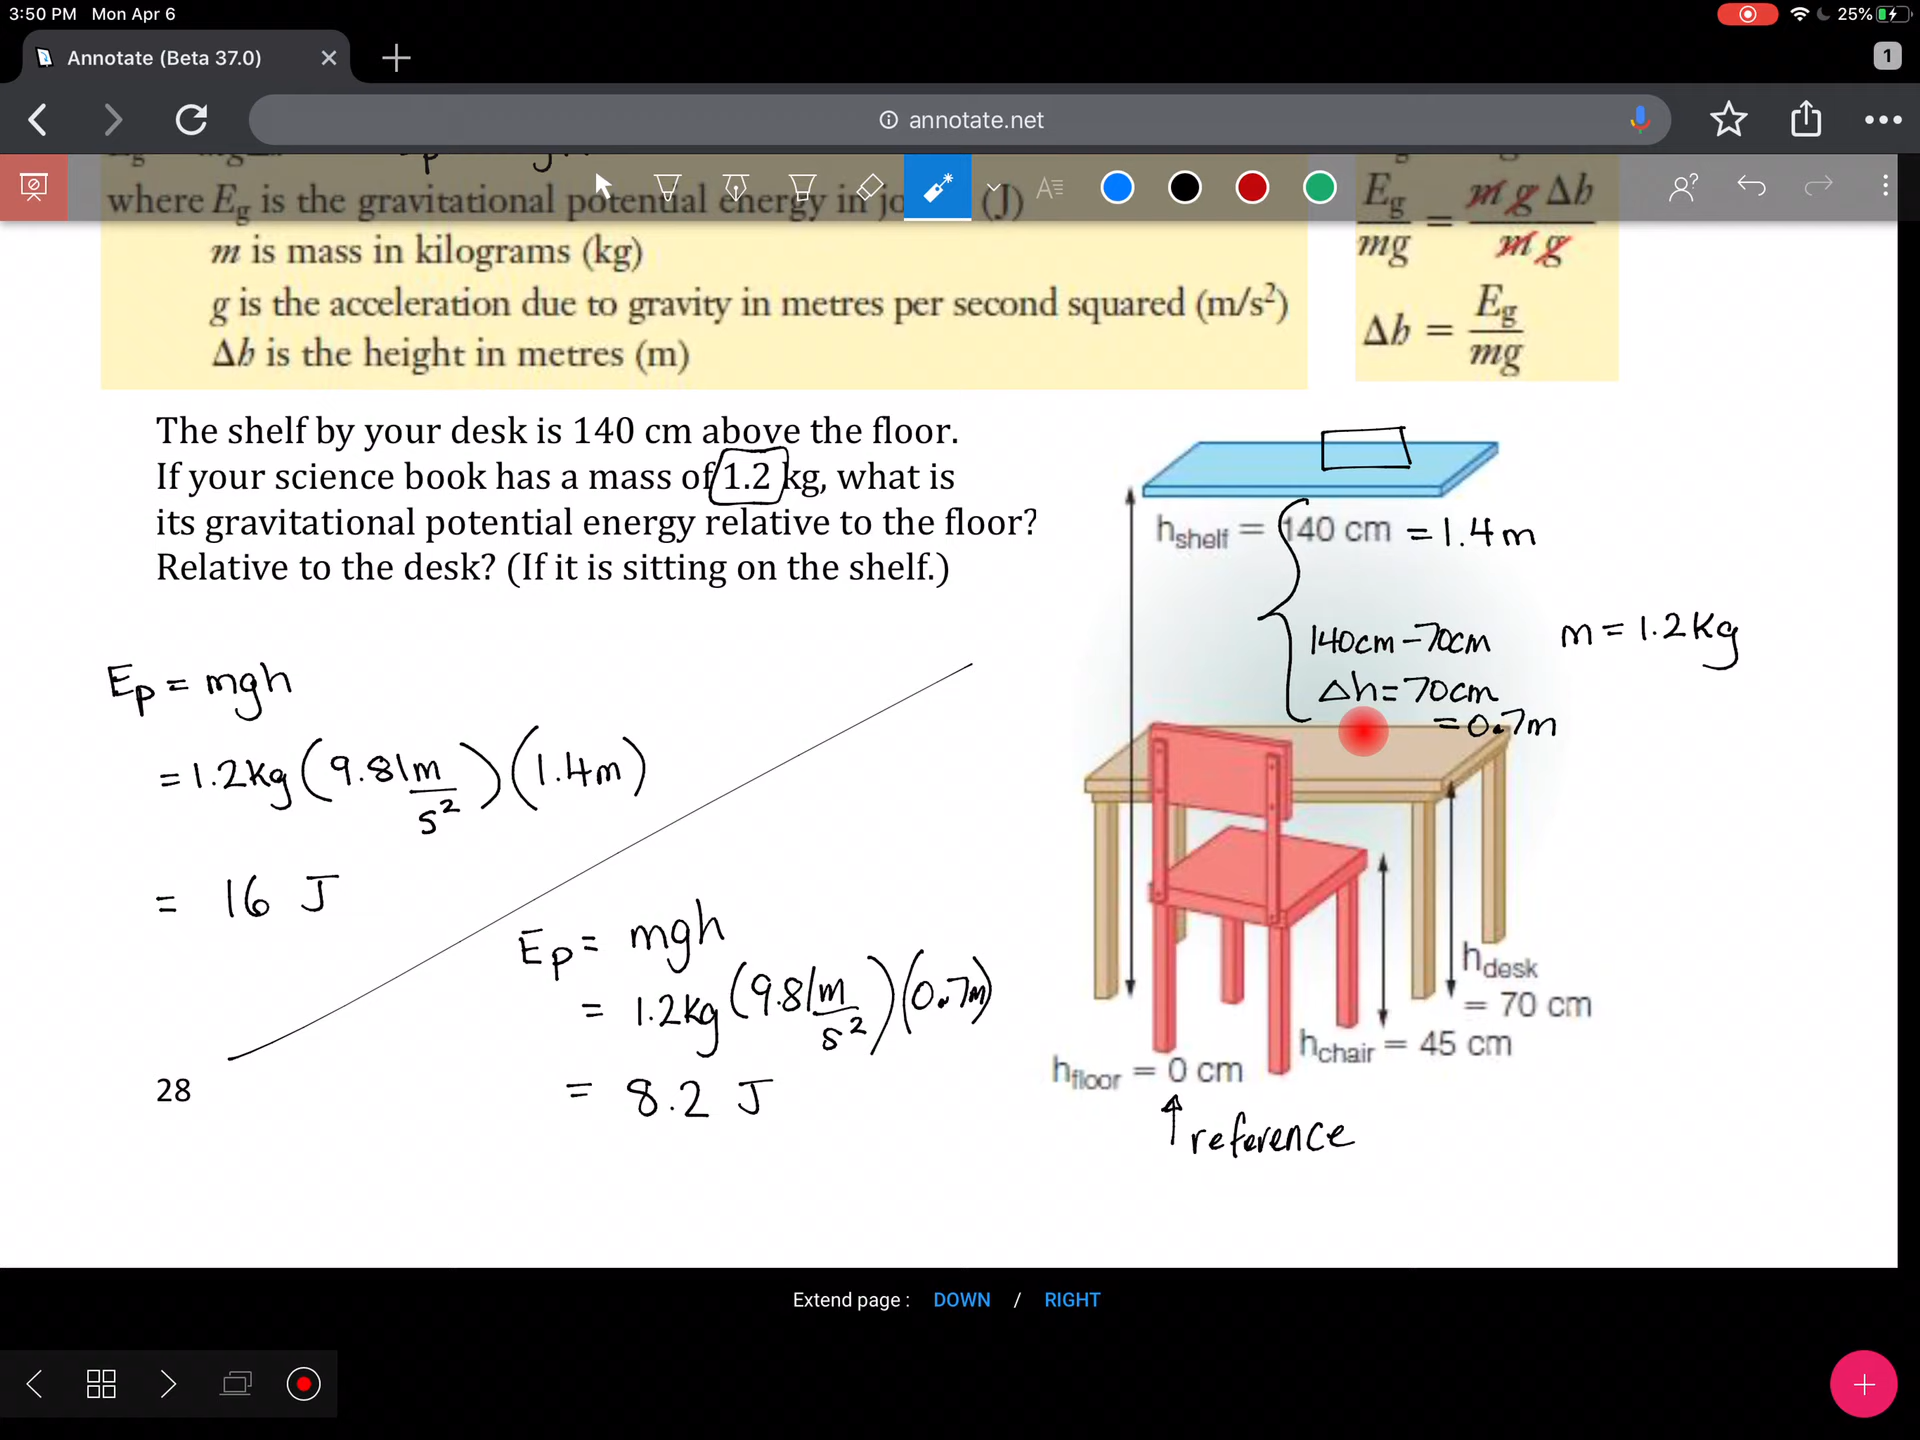 3:50 PM Mon Apr 6
25%
Annotate (Beta 37.0)
1
annotate.net
where Eg is the gravitational potential energy in jo (J)
m is mass in kilograms (kg)
g is the acceleration due to gravity in metres per second squared (m/s²)
Δh is the height in metres (m)
Eg/mg = mgΔh/mg
Δh = Eg/mg
The shelf by your desk is 140 cm above the floor.
If your science book has a mass of 1.2 kg, what is
its gravitational potential energy relative to the floor?
Relative to the desk? (If it is sitting on the shelf.)
Ep = mgh
= 1.2kg (9.81 m/s²)(1.4m)
= 16 J
Ep = mgh
= 1.2kg (9.81 m/s²)(0.7m)
= 8.2 J
28
hshelf = 140 cm = 1.4m
140cm - 70cm
Δh = 70cm
= 0.7m
m = 1.2 kg
hdesk
= 70 cm
hchair = 45 cm
hfloor = 0 cm
↑ reference
Extend page : DOWN / RIGHT